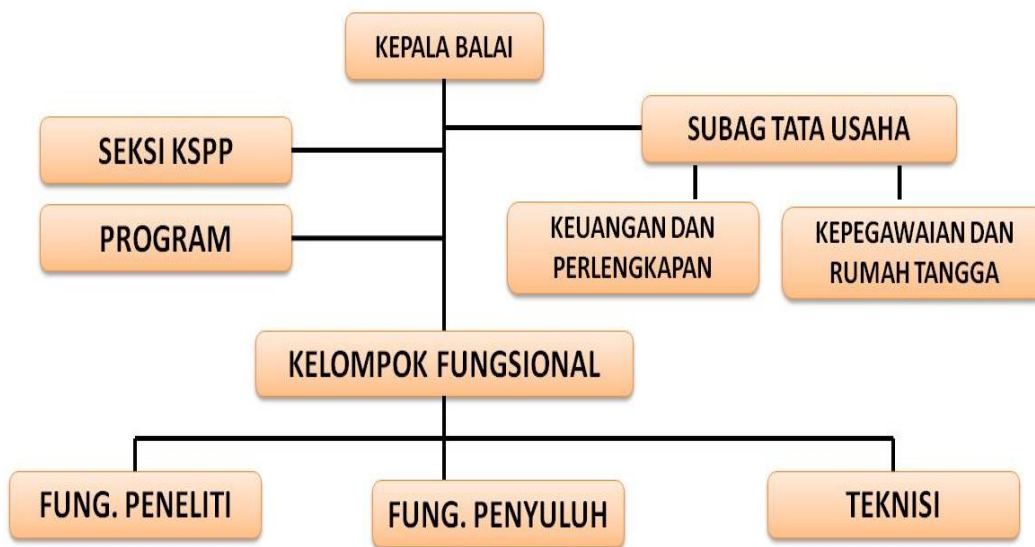 KEPALA BALAI
SUBAG TATA USAHA
SEKSI KSPP
PROGRAM
KEUANGAN DAN
PERLENGKAPAN
KEPEGAWAIAN DAN
RUMAH TANGGA
KELOMPOK FUNGSIONAL
FUNG. PENELITI
FUNG. PENYULUH
TEKNISI